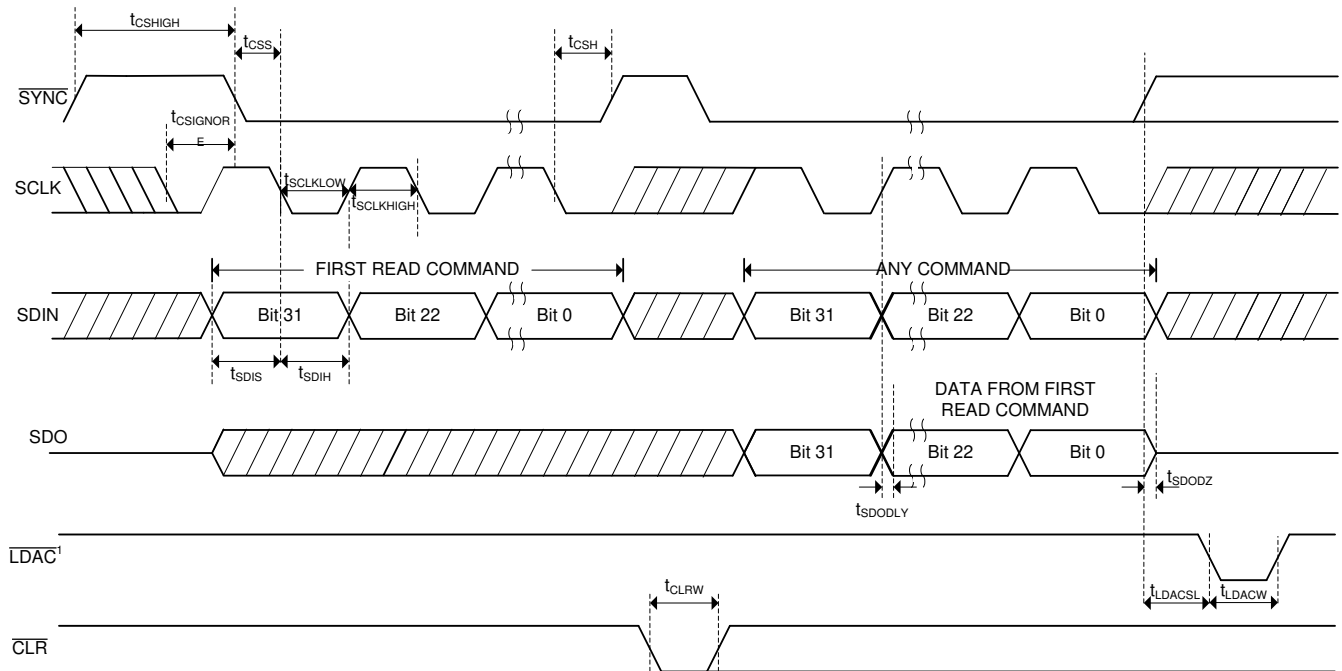 tCSHIGH
tCSS
tCSH
SYNC
tCSIGNOR
E
SCLK
tSCLKLOW
tSCLKHIGH
FIRST READ COMMAND
ANY COMMAND
SDIN
Bit 31
Bit 22
Bit 0
Bit 31
Bit 22
Bit 0
tSDIS
tSDIH
DATA FROM FIRST
READ COMMAND
SDO
Bit 31
Bit 22
Bit 0
tSDODLY
tSDODZ
LDAC1
tLDACSL
tLDACW
tCLRW
CLR